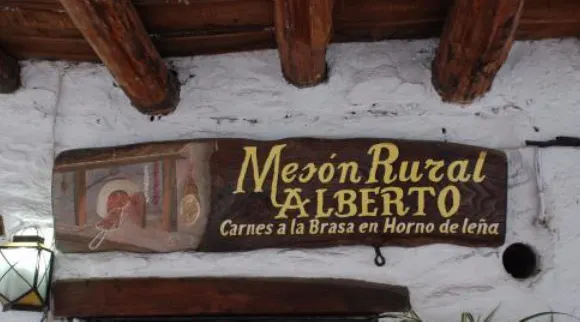 Mesón Rural
ALBERTO
Carnes a la Brasa en Horno de leña